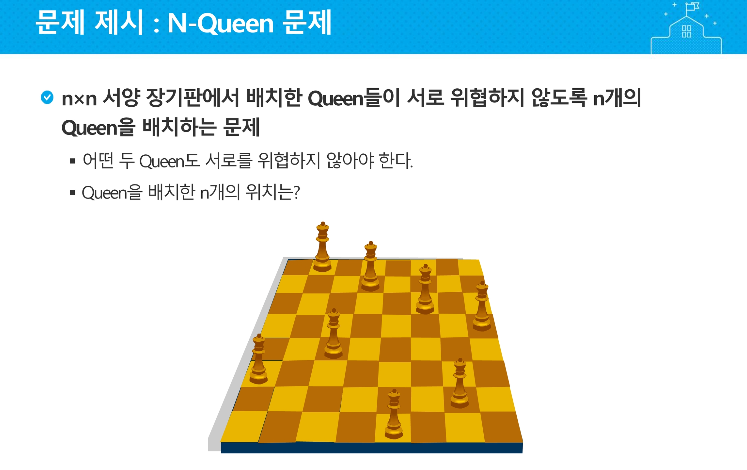 문제 제시 : N-Queen 문제
n×n 서양 장기판에서 배치한 Queen들이 서로 위협하지 않도록 n개의
Queen을 배치하는 문제
▪ 어떤 두 Queen도 서로를 위협하지 않아야 한다.
▪ Queen을 배치한 n개의 위치는?